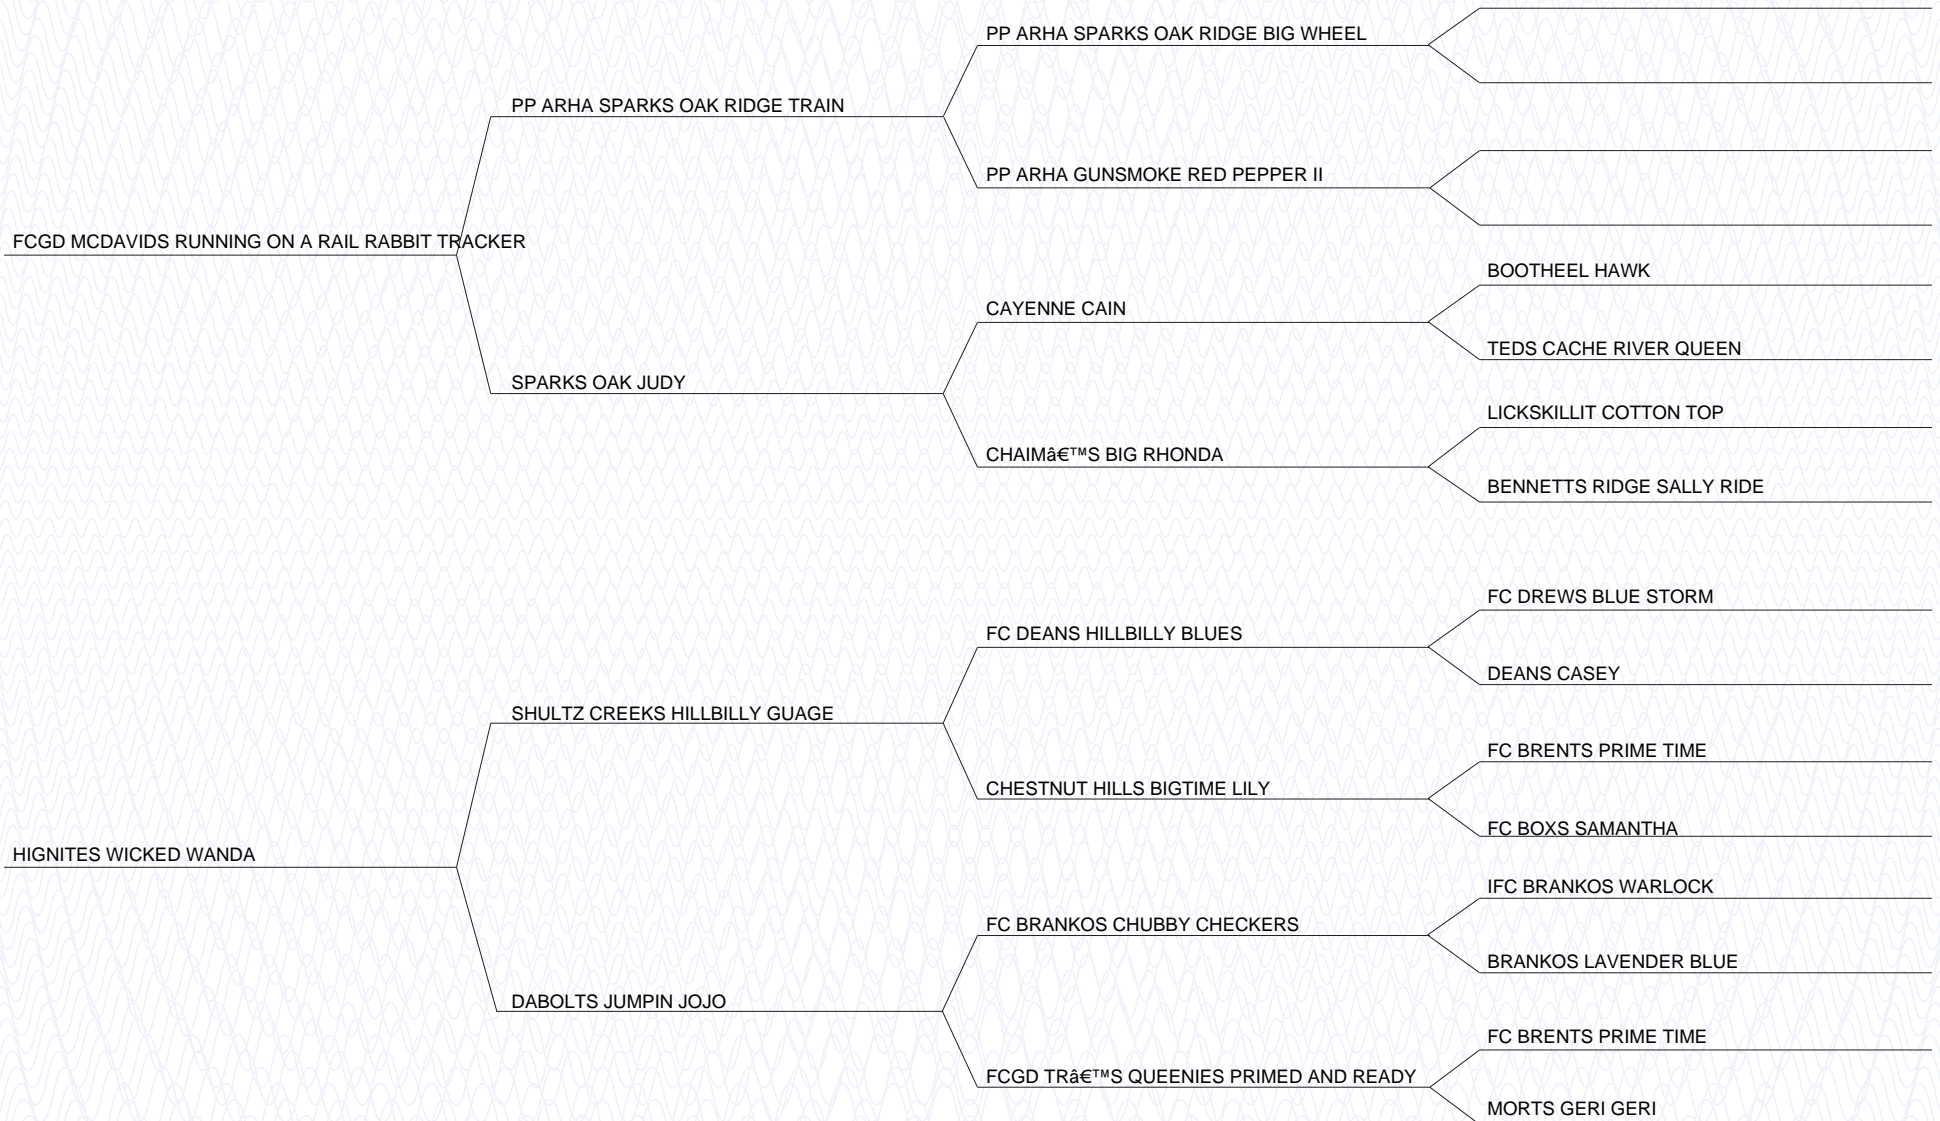 PP ARHA SPARKS OAK RIDGE BIG WHEEL
PP ARHA SPARKS OAK RIDGE TRAIN
PP ARHA GUNSMOKE RED PEPPER II
FCGD MCDAVIDS RUNNING ON A RAIL RABBIT TRACKER
BOOTHEEL HAWK
CAYENNE CAIN
TEDS CACHE RIVER QUEEN
SPARKS OAK JUDY
LICKSKILLIT COTTON TOP
CHAIM’S BIG RHONDA
BENNETTS RIDGE SALLY RIDE
FC DREWS BLUE STORM
FC DEANS HILLBILLY BLUES
DEANS CASEY
SHULTZ CREEKS HILLBILLY GUAGE
FC BRENTS PRIME TIME
CHESTNUT HILLS BIGTIME LILY
FC BOXS SAMANTHA
HIGNITES WICKED WANDA
IFC BRANKOS WARLOCK
FC BRANKOS CHUBBY CHECKERS
BRANKOS LAVENDER BLUE
DABOLTS JUMPIN JOJO
FC BRENTS PRIME TIME
FCGD TR’S QUEENIES PRIMED AND READY
MORTS GERI GERI